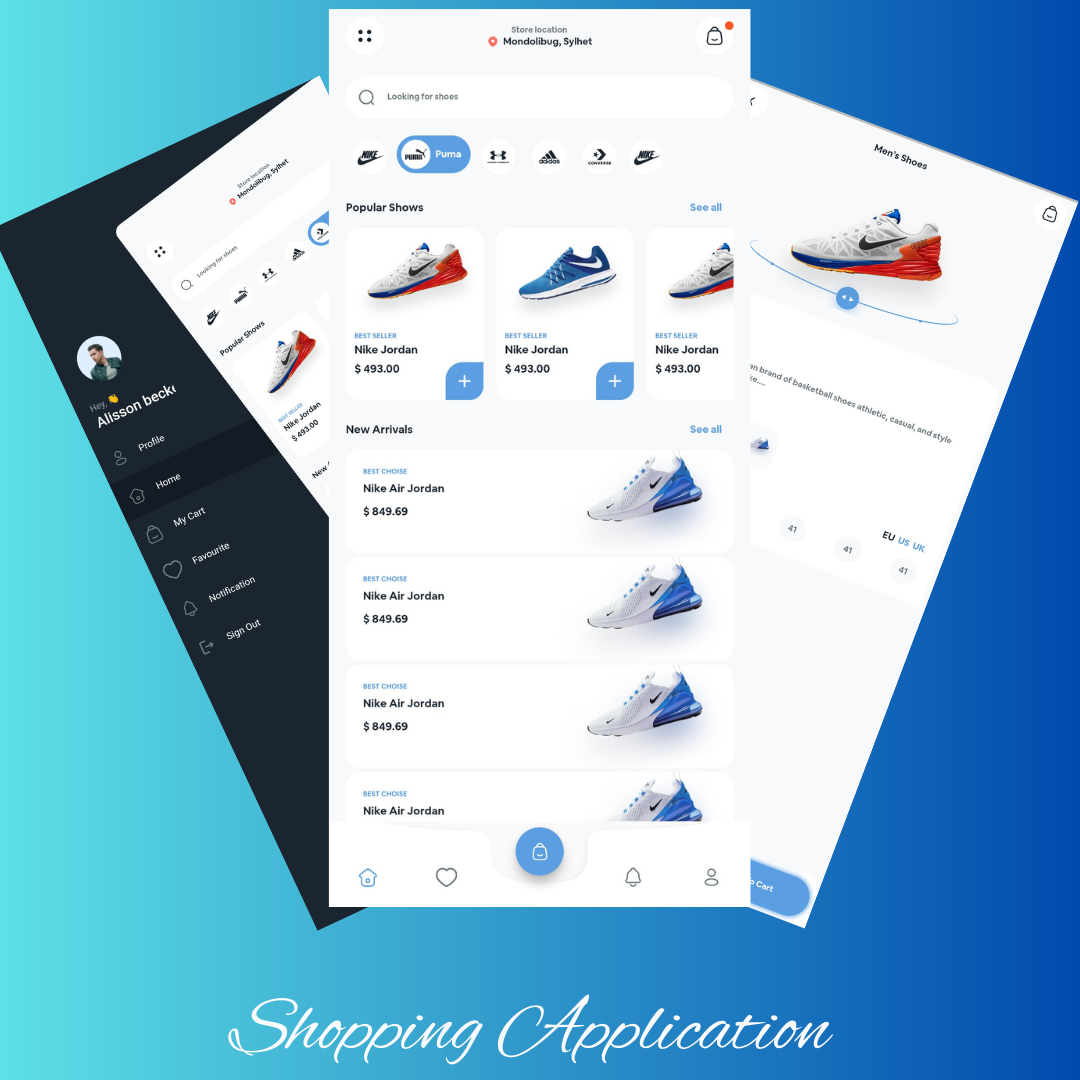 Store location
Mondolibug, Sylhet
Looking for shoes
NIKE
PUMA
Puma
adidas
CONVERSE
NIKE
Popular Shows
See all
BEST SELLER
Nike Jordan
$ 493.00
BEST SELLER
Nike Jordan
$ 493.00
BEST SELLER
Nike Jordan
$ 493.00
New Arrivals
See all
BEST CHOISE
Nike Air Jordan
$ 849.69
BEST CHOISE
Nike Air Jordan
$ 849.69
BEST CHOISE
Nike Air Jordan
$ 849.69
BEST CHOISE
Nike Air Jordan
Hey,👋
Alisson becke
Profile
Home
My Cart
Favourite
Notification
Sign Out
Store location
Mondolibug, Sylhet
Looking for shoes
NIKE
PUMA
adidas
Popular Shows
BEST SELLER
Nike Jordan
$ 493.00
New
Men's Shoes
an brand of basketball shoes athletic, casual, and style
ke....
EU US UK
41
41
41
Cart
Shopping Application